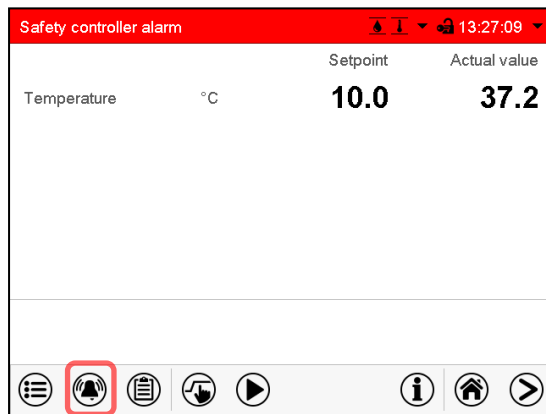 Safety controller alarm 13:27:09
Setpoint Actual value
Temperature °C 10.0 37.2